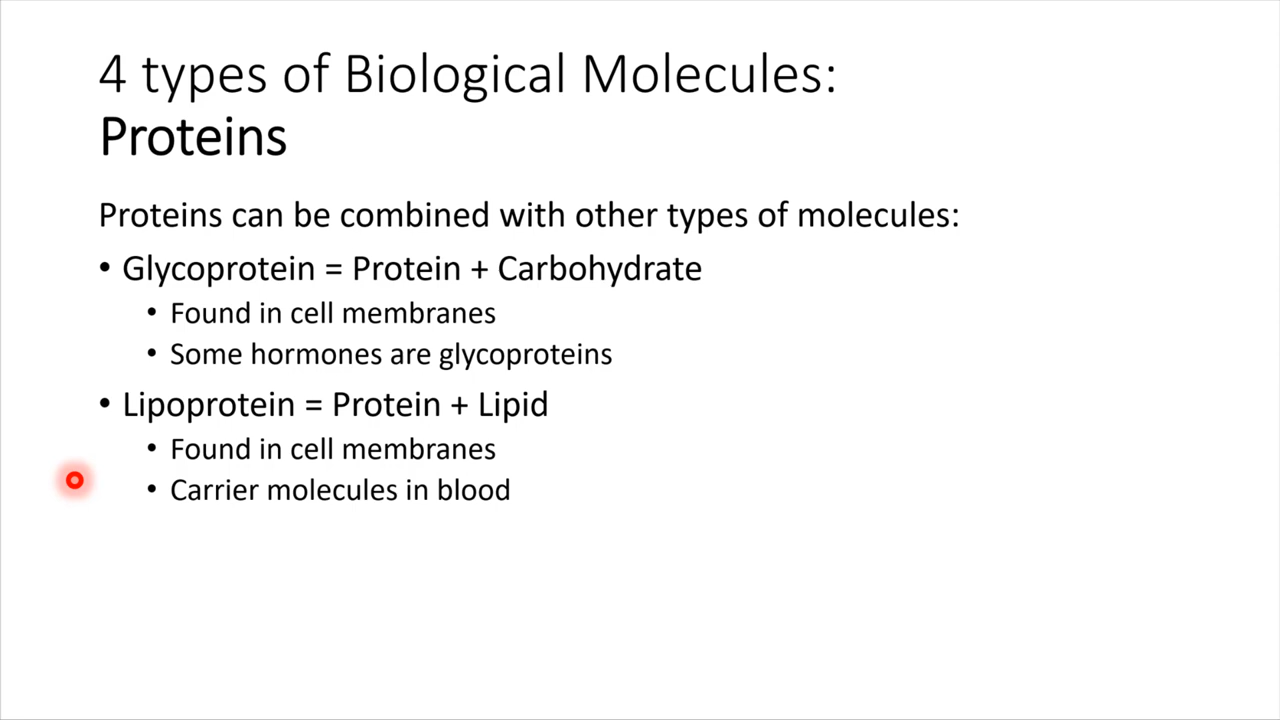 4 types of Biological Molecules:
Proteins
Proteins can be combined with other types of molecules:
• Glycoprotein = Protein + Carbohydrate
• Found in cell membranes
• Some hormones are glycoproteins
• Lipoprotein = Protein + Lipid
• Found in cell membranes
• Carrier molecules in blood